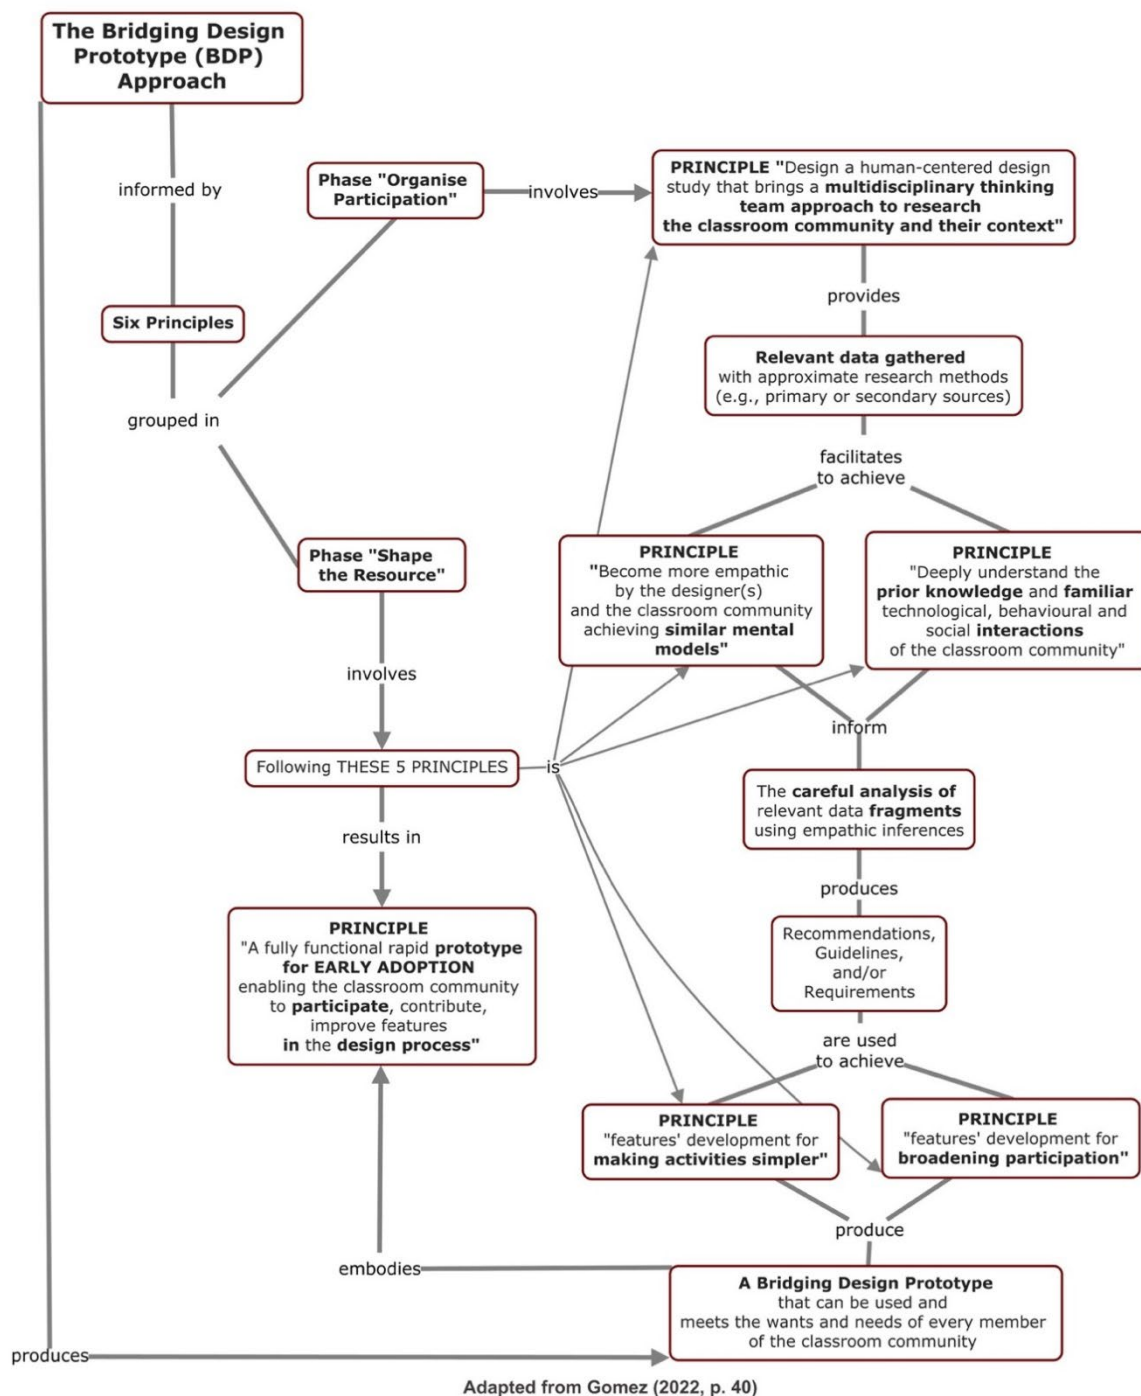 The Bridging Design
Prototype (BDP)
Approach
informed by
Six Principles
grouped in
Phase "Organise
Participation"
involves
PRINCIPLE "Design a human-centered design
study that brings a multidisciplinary thinking
team approach to research
the classroom community and their context"
provides
Relevant data gathered
with approximate research methods
(e.g., primary or secondary sources)
facilitates
to achieve
PRINCIPLE
"Become more empathic
by the designer(s)
and the classroom community
achieving similar mental
models"
PRINCIPLE
"Deeply understand the
prior knowledge and familiar
technological, behavioural and
social interactions
of the classroom community"
inform
The careful analysis of
relevant data fragments
using empathic inferences
produces
Recommendations,
Guidelines,
and/or
Requirements
are used
to achieve
PRINCIPLE
"features' development for
making activities simpler"
PRINCIPLE
"features' development for
broadening participation"
produce
A Bridging Design Prototype
that can be used and
meets the wants and needs of every member
of the classroom community
Phase "Shape
the Resource"
involves
Following THESE 5 PRINCIPLES
is
results in
PRINCIPLE
"A fully functional rapid prototype
for EARLY ADOPTION
enabling the classroom community
to participate, contribute,
improve features
in the design process"
embodies
produces
Adapted from Gomez (2022, p. 40)